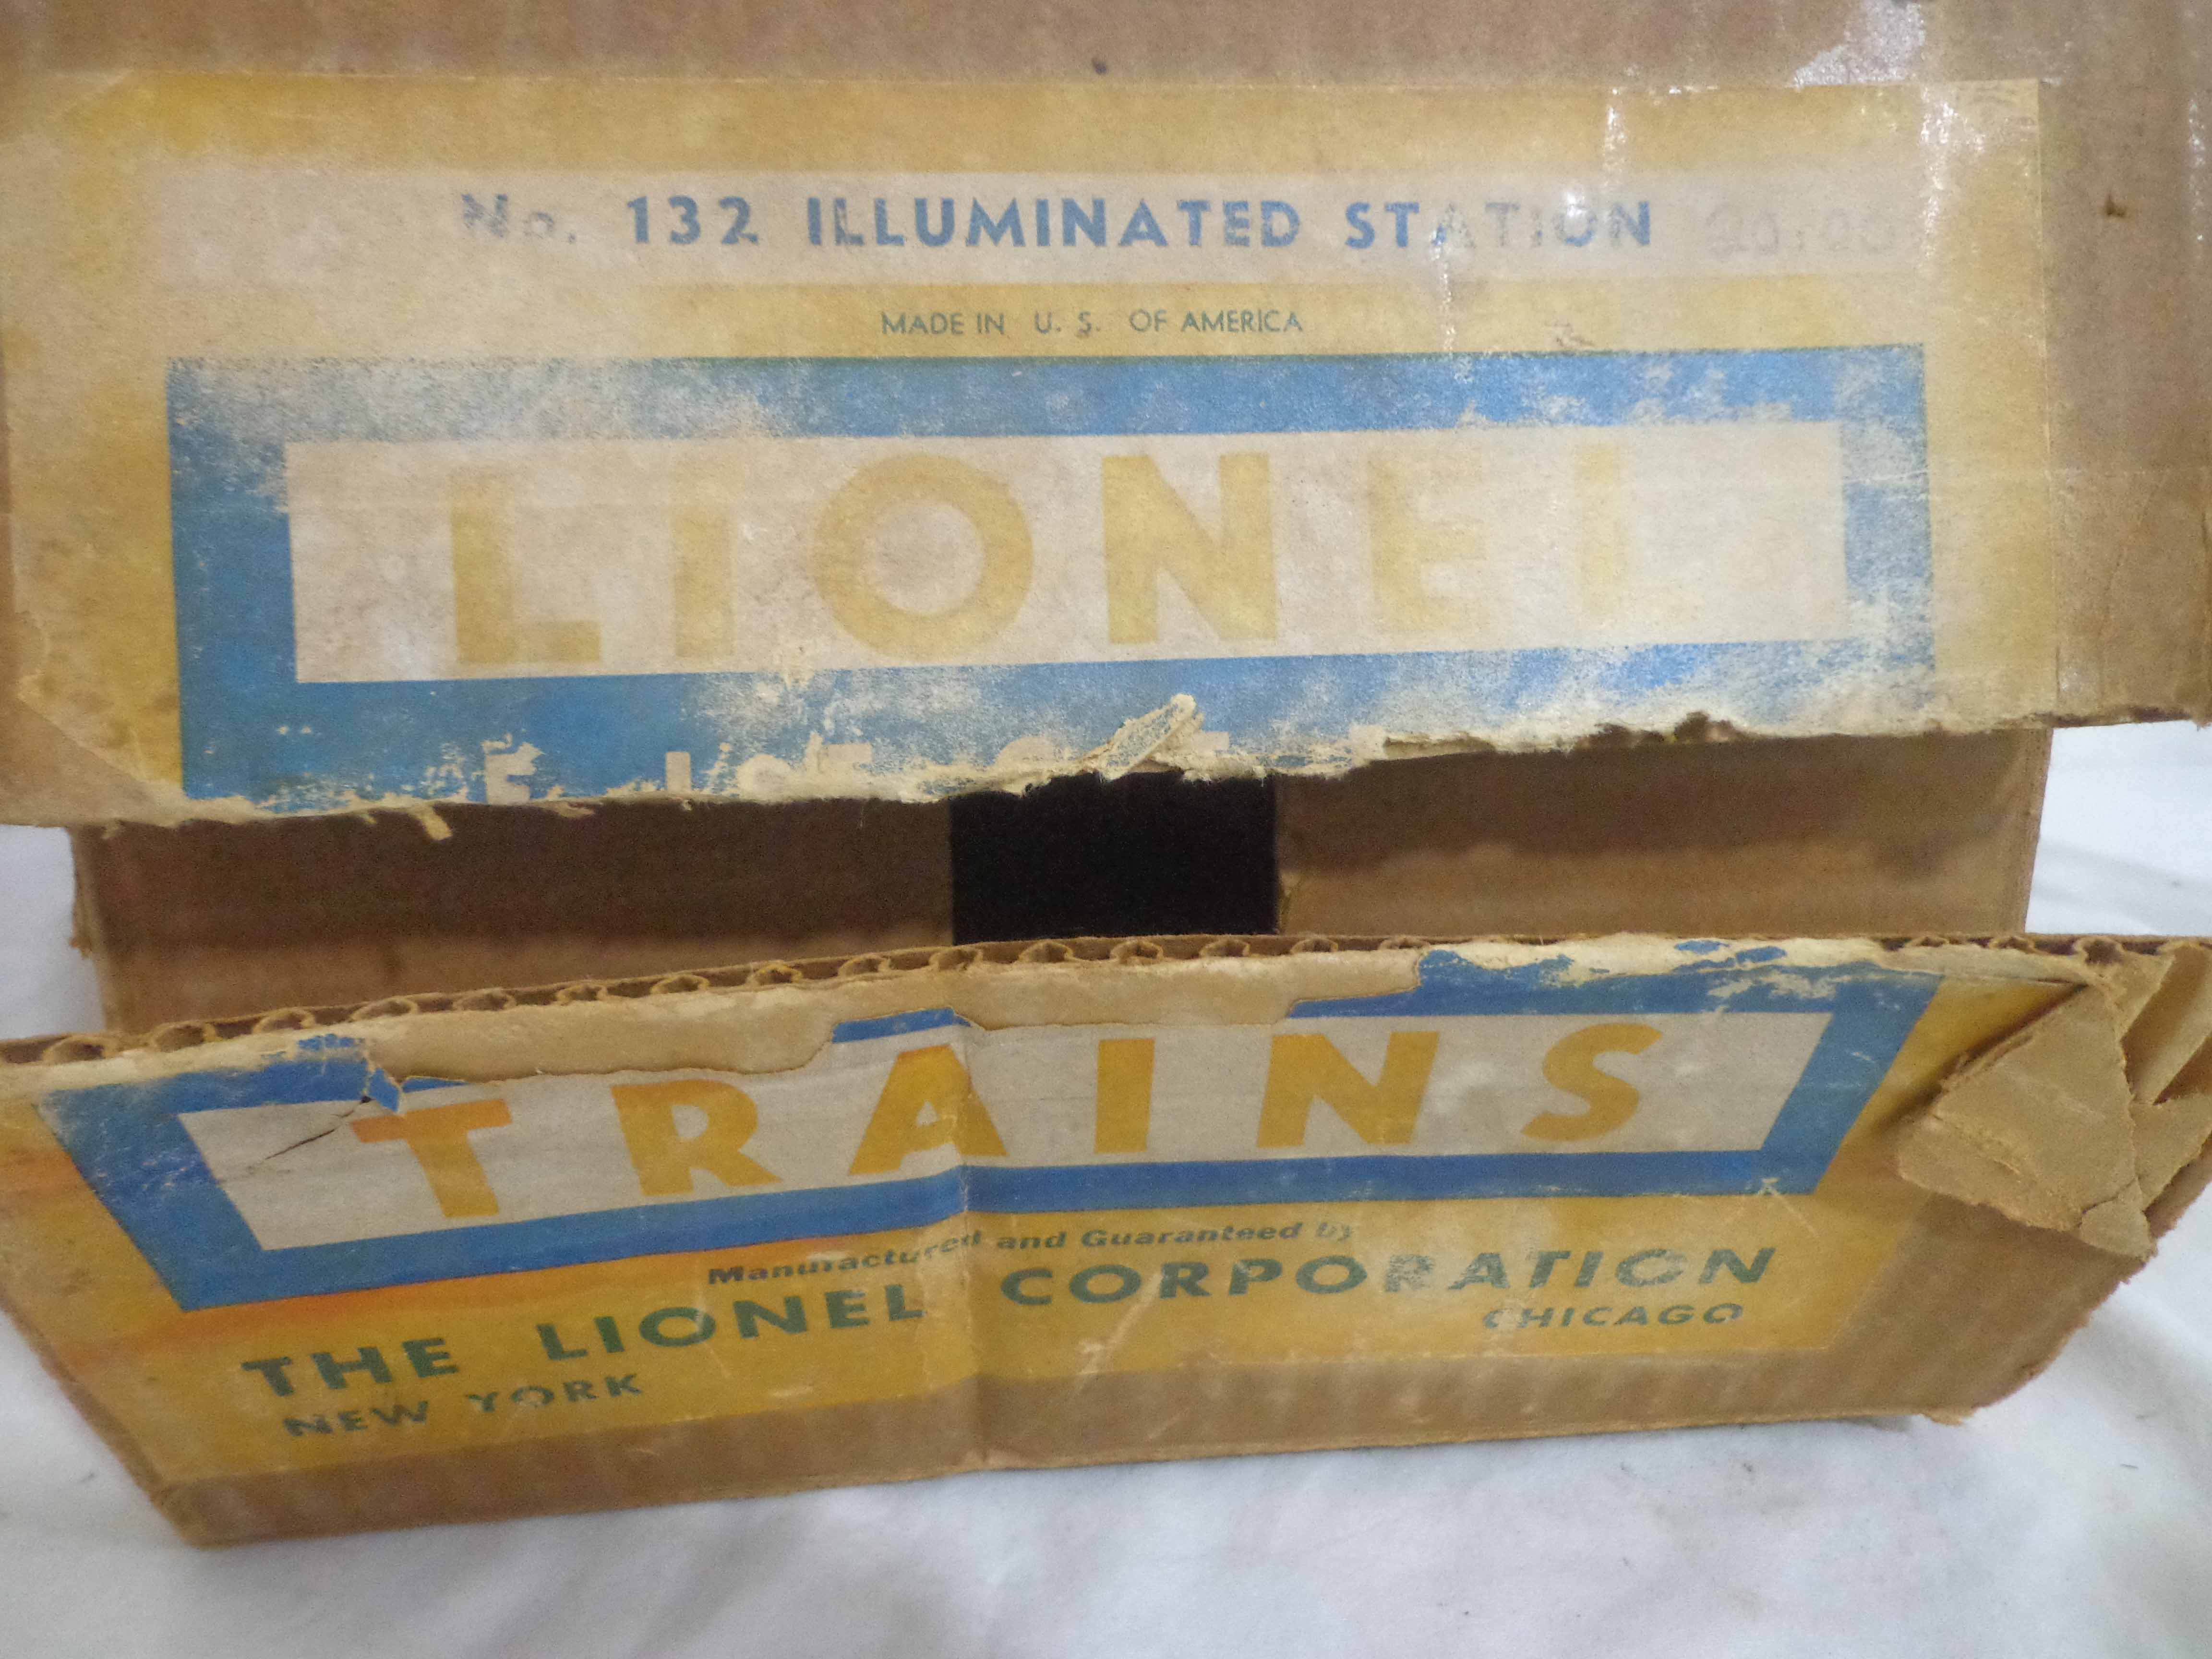 No. 132 ILLUMINATED STATION
MADE IN U. S. OF AMERICA
LIONEL
TRAINS
Manufactured and Guaranteed by
THE LIONEL CORPORATION
NEW YORK CHICAGO